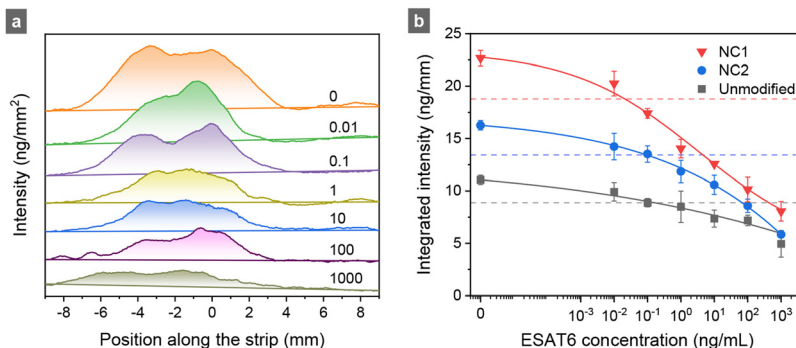 a
Intensity (ng/mm²)
0
0.01
0.1
1
10
100
1000
-8 -6 -4 -2 0 2 4 6 8
Position along the strip (mm)
b
Integrated intensity (ng/mm)
25
20
15
10
5
0
NC1
NC2
Unmodified
0 10⁻³ 10⁻² 10⁻¹ 10⁰ 10¹ 10² 10³
ESAT6 concentration (ng/mL)